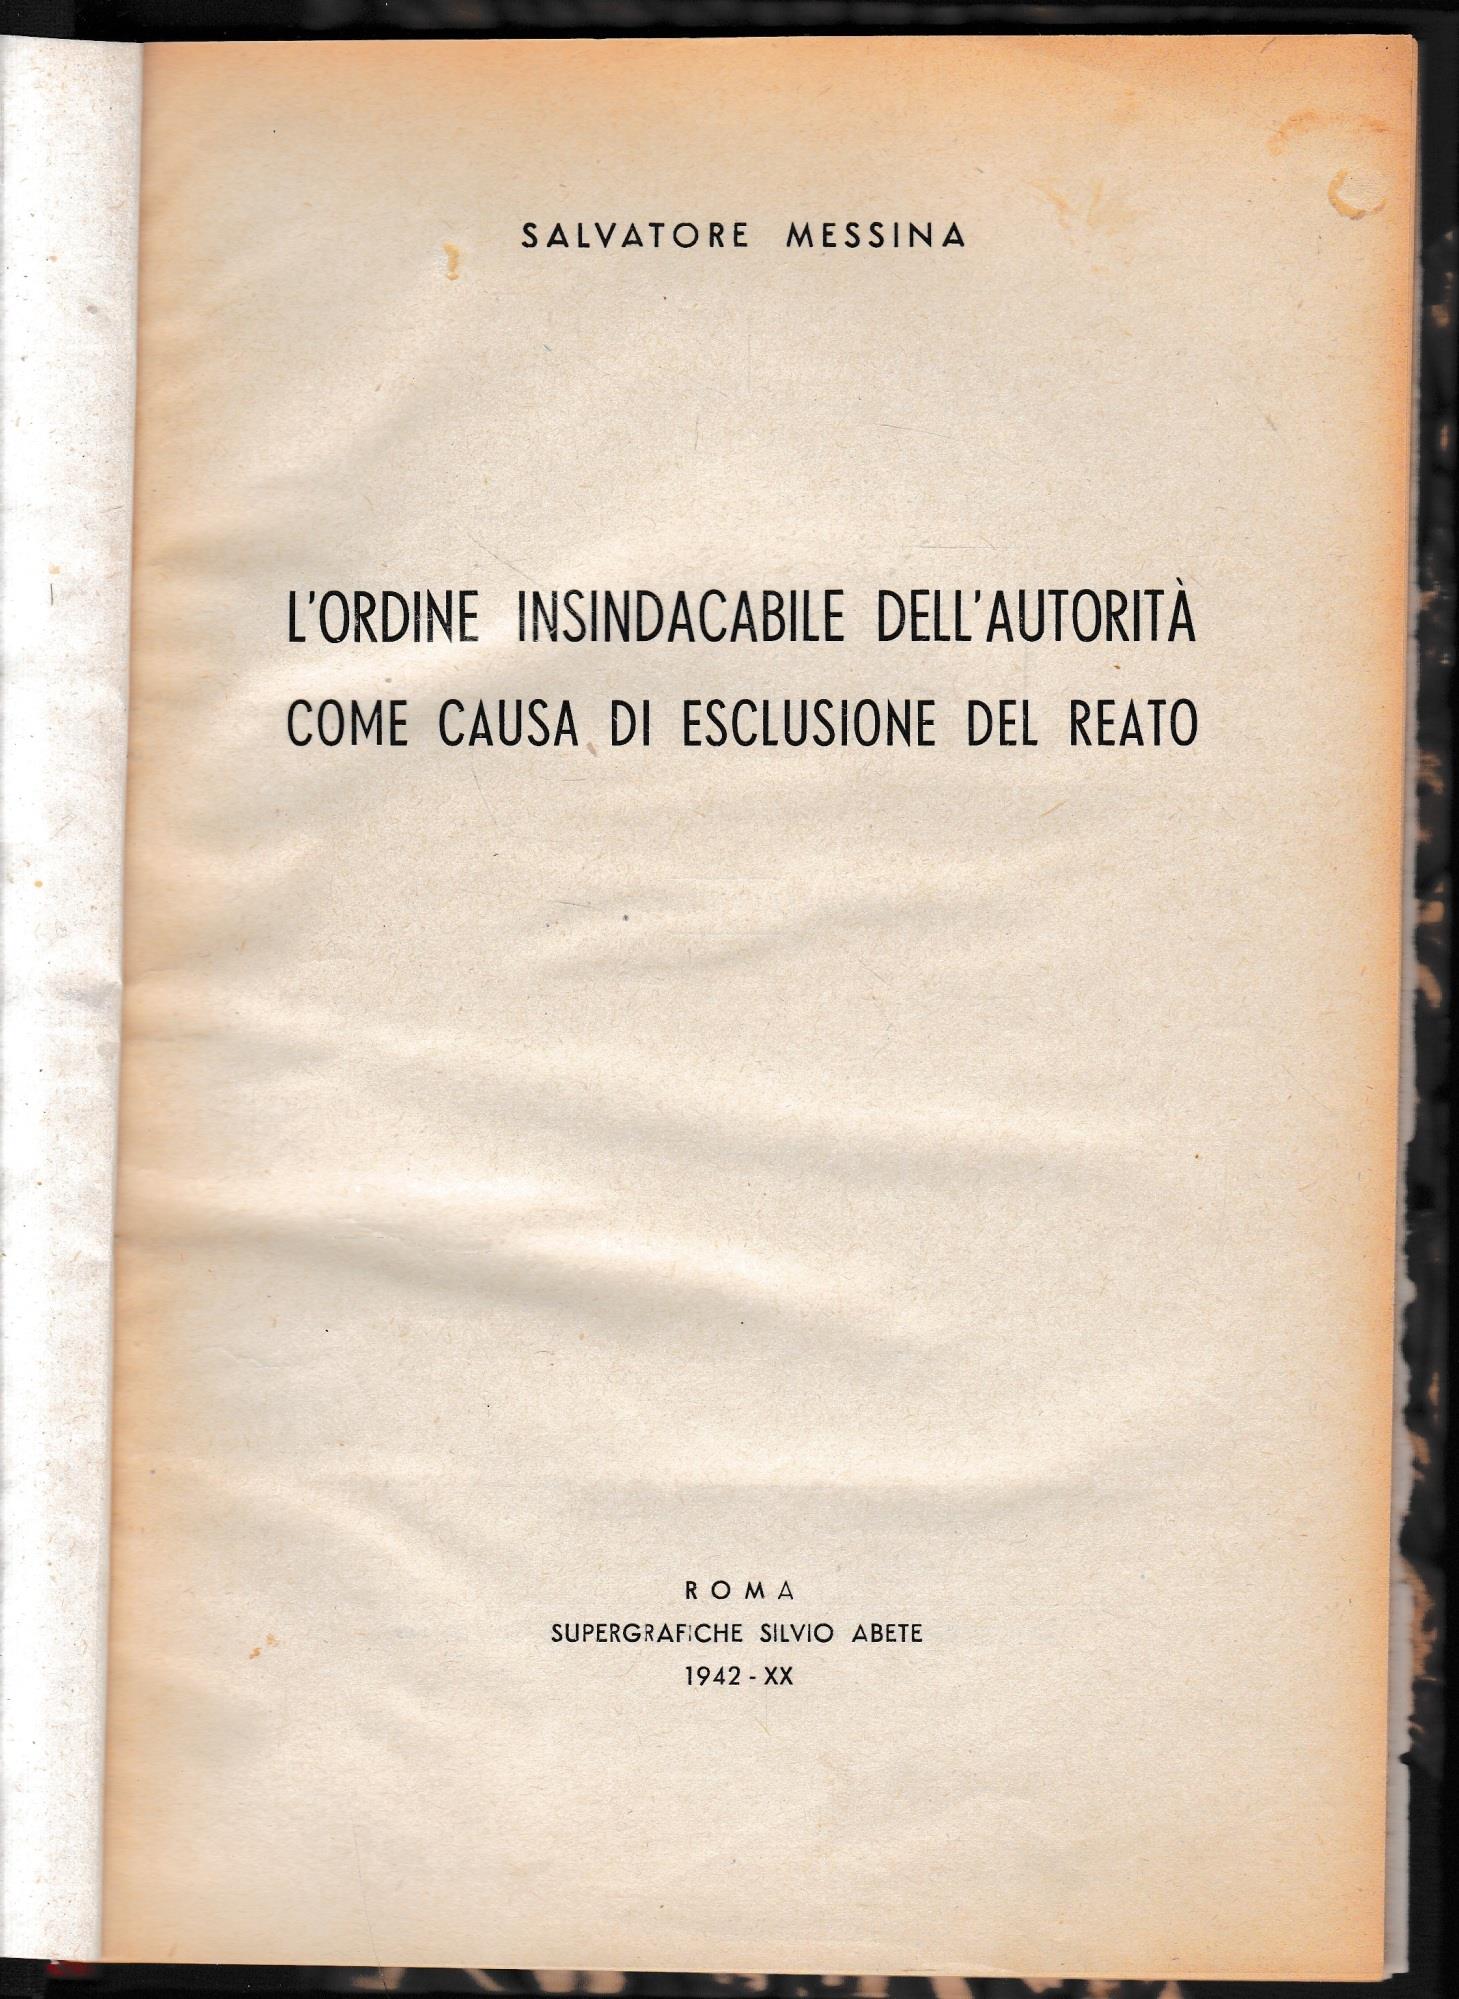 SALVATORE MESSINA
L'ORDINE INSINDACABILE DELL'AUTORITÀ
COME CAUSA DI ESCLUSIONE DEL REATO
ROMA
SUPERGRAFICHE SILVIO ABETE
1942 - XX